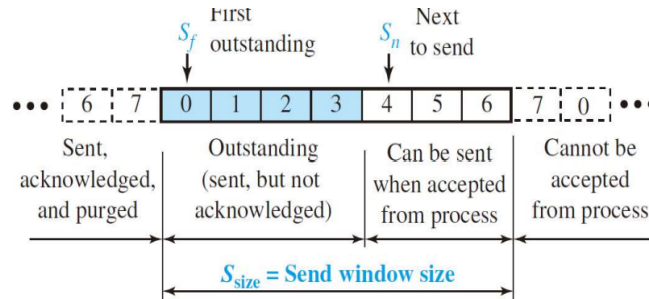 First
outstanding
Next
to send
S_f
S_n
••• 6 7 0 1 2 3 4 5 6 7 0 •••
Sent,
acknowledged,
and purged
Outstanding
(sent, but not
acknowledged)
Can be sent
when accepted
from process
Cannot be
accepted
from process
S_size = Send window size